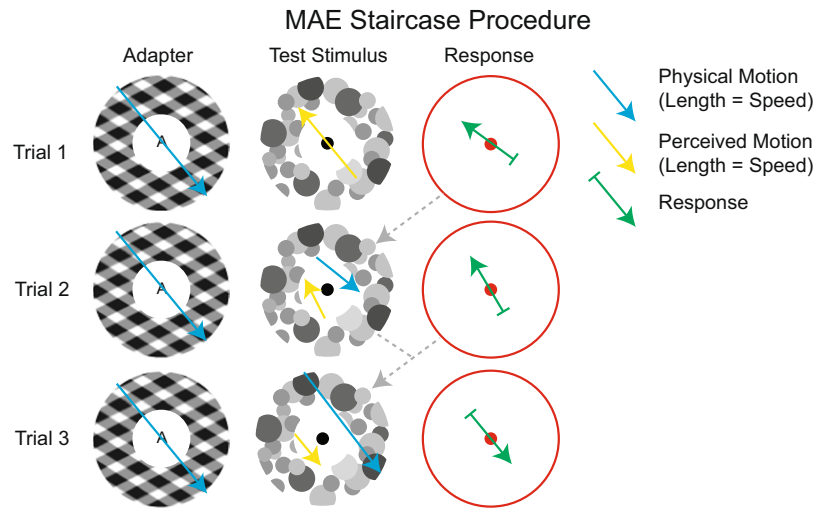 MAE Staircase Procedure
Adapter
Test Stimulus
Response
Trial 1
A
Trial 2
A
Trial 3
A
Physical Motion
(Length = Speed)
Perceived Motion
(Length = Speed)
Response